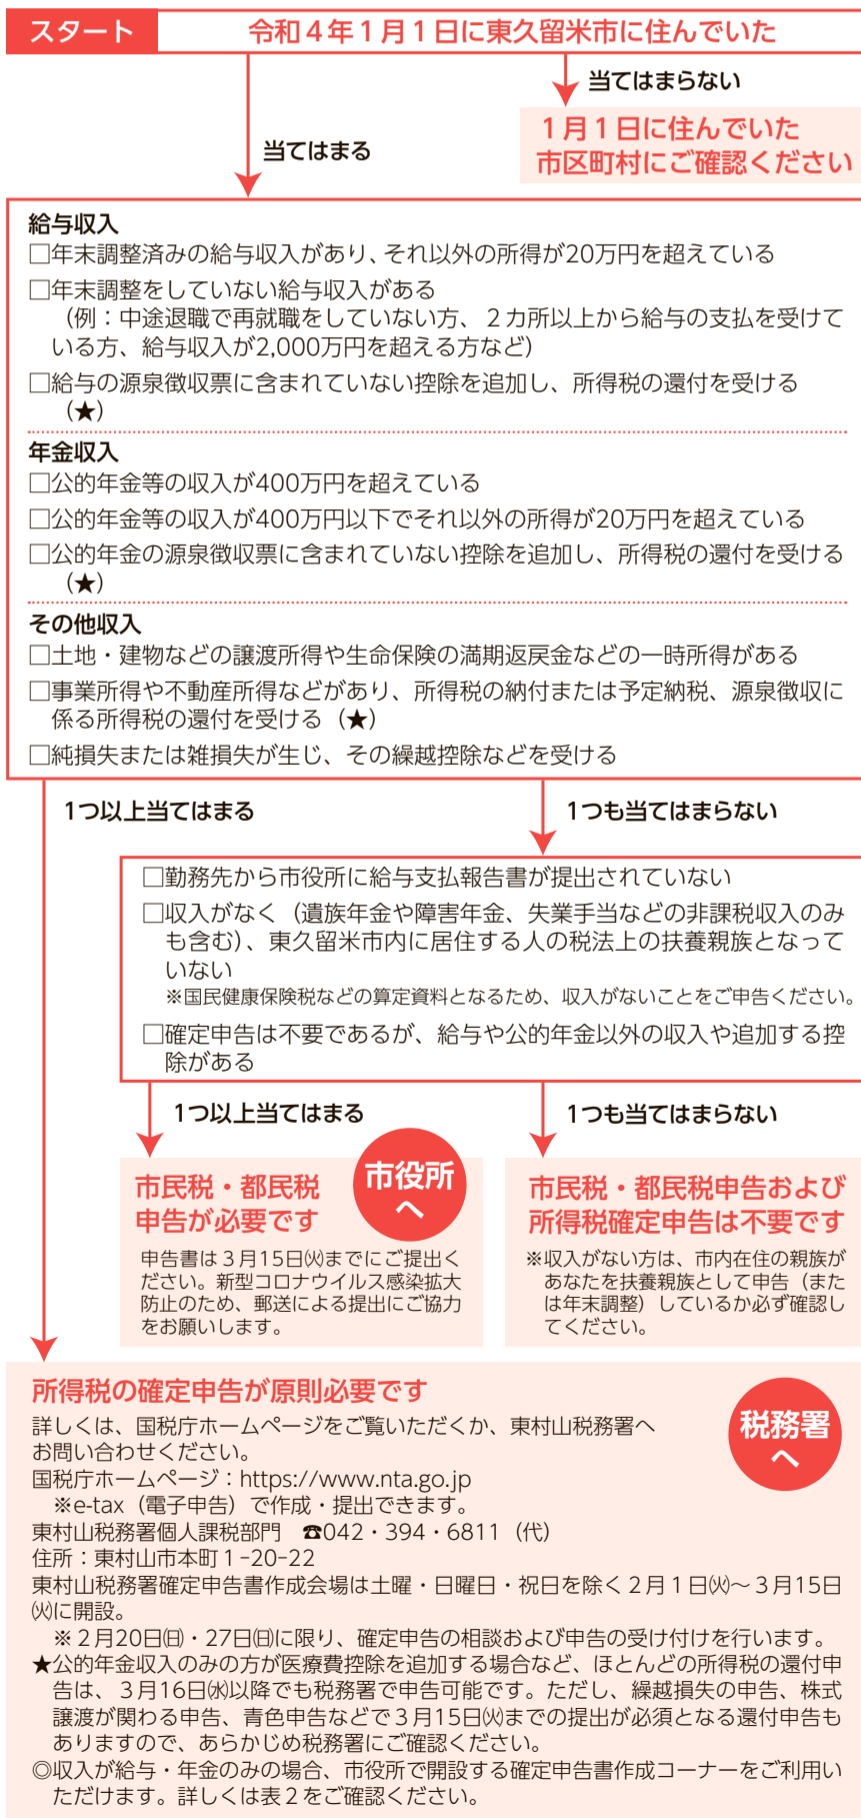 スタート
令和４年１月１日に東久留米市に住んでいた
当てはまらない
当てはまる
１月１日に住んでいた
市区町村にご確認ください
給与収入
□年末調整済みの給与収入があり、それ以外の所得が20万円を超えている
□年末調整をしていない給与収入がある
（例：中途退職で再就職をしていない方、２カ所以上から給与の支払を受けて
いる方、給与収入が2,000万円を超える方など）
□給与の源泉徴収票に含まれていない控除を追加し、所得税の還付を受ける
（★）
年金収入
□公的年金等の収入が400万円を超えている
□公的年金等の収入が400万円以下でそれ以外の所得が20万円を超えている
□公的年金の源泉徴収票に含まれていない控除を追加し、所得税の還付を受ける
（★）
その他収入
□土地・建物などの譲渡所得や生命保険の満期返戻金などの一時所得がある
□事業所得や不動産所得などがあり、所得税の納付または予定納税、源泉徴収に
係る所得税の還付を受ける（★）
□純損失または雑損失が生じ、その繰越控除などを受ける
1つ以上当てはまる
1つも当てはまらない
□勤務先から市役所に給与支払報告書が提出されていない
□収入がなく（遺族年金や障害年金、失業手当などの非課税収入のみ
も含む）、東久留米市内に居住する人の税法上の扶養親族となって
いない
※国民健康保険税などの算定資料となるため、収入がないことをご申告ください。
□確定申告は不要であるが、給与や公的年金以外の収入や追加する控
除がある
1つ以上当てはまる
1つも当てはまらない
市民税・都民税
申告が必要です
市役所
へ
申告書は３月15日㈫までにご提出く
ださい。新型コロナウイルス感染拡大
防止のため、郵送による提出にご協力
をお願いします。
市民税・都民税申告および
所得税確定申告は不要です
※収入がない方は、市内在住の親族が
あなたを扶養親族として申告（また
は年末調整）しているか必ず確認し
てください。
所得税の確定申告が原則必要です
税務署
へ
詳しくは、国税庁ホームページをご覧いただくか、東村山税務署へ
お問い合わせください。
国税庁ホームページ：https://www.nta.go.jp
※e-tax（電子申告）で作成・提出できます。
東村山税務署個人課税部門　☎042・394・6811（代）
住所：東村山市本町１-20-22
東村山税務署確定申告書作成会場は土曜・日曜日・祝日を除く２月１日㈫～３月15日
㈫に開設。
※２月20日㈰・27日㈰に限り、確定申告の相談および申告の受け付けを行います。
★公的年金収入のみの方が医療費控除を追加する場合など、ほとんどの所得税の還付申
告は、３月16日㈬以降でも税務署で申告可能です。ただし、繰越損失の申告、株式
譲渡が関わる申告、青色申告などで３月15日㈫までの提出が必須となる還付申告も
ありますので、あらかじめ税務署にご確認ください。
◎収入が給与・年金のみの場合、市役所で開設する確定申告書作成コーナーをご利用い
ただけます。詳しくは表２をご確認ください。